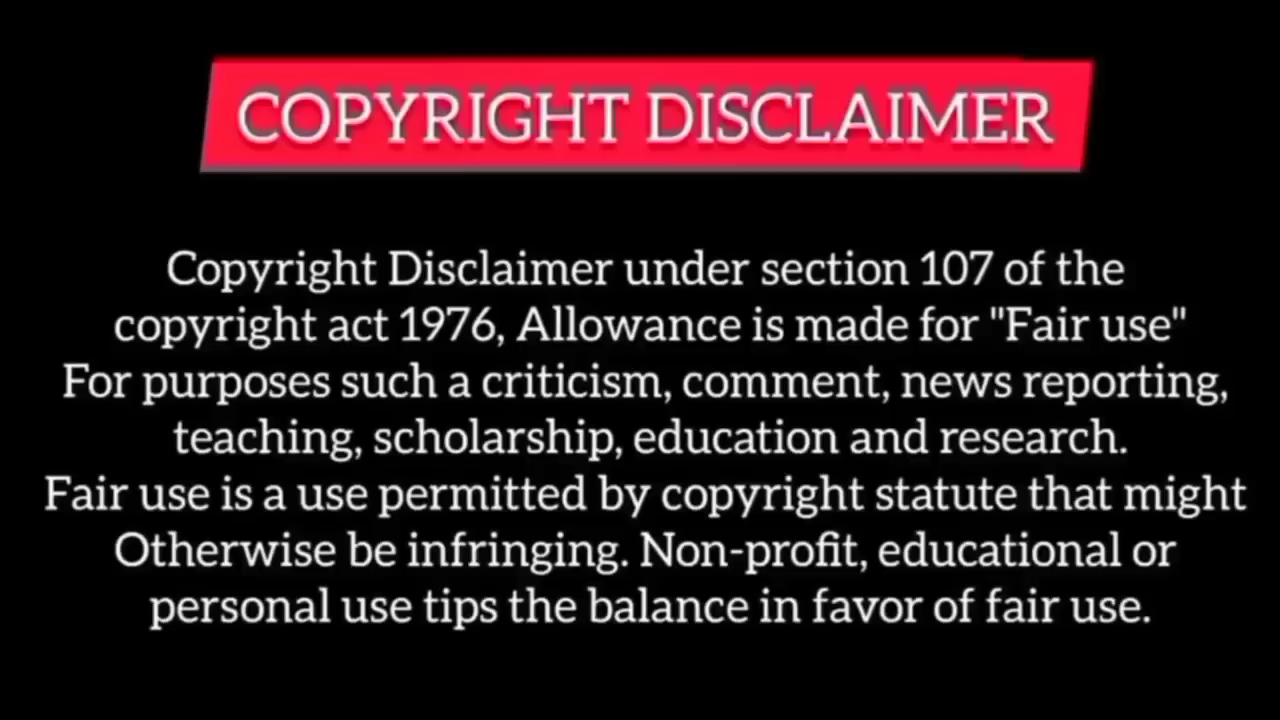 COPYRIGHT DISCLAIMER
Copyright Disclaimer under section 107 of the
copyright act 1976, Allowance is made for "Fair use"
For purposes such a criticism, comment, news reporting,
teaching, scholarship, education and research.
Fair use is a use permitted by copyright statute that might
Otherwise be infringing. Non-profit, educational or
personal use tips the balance in favor of fair use.